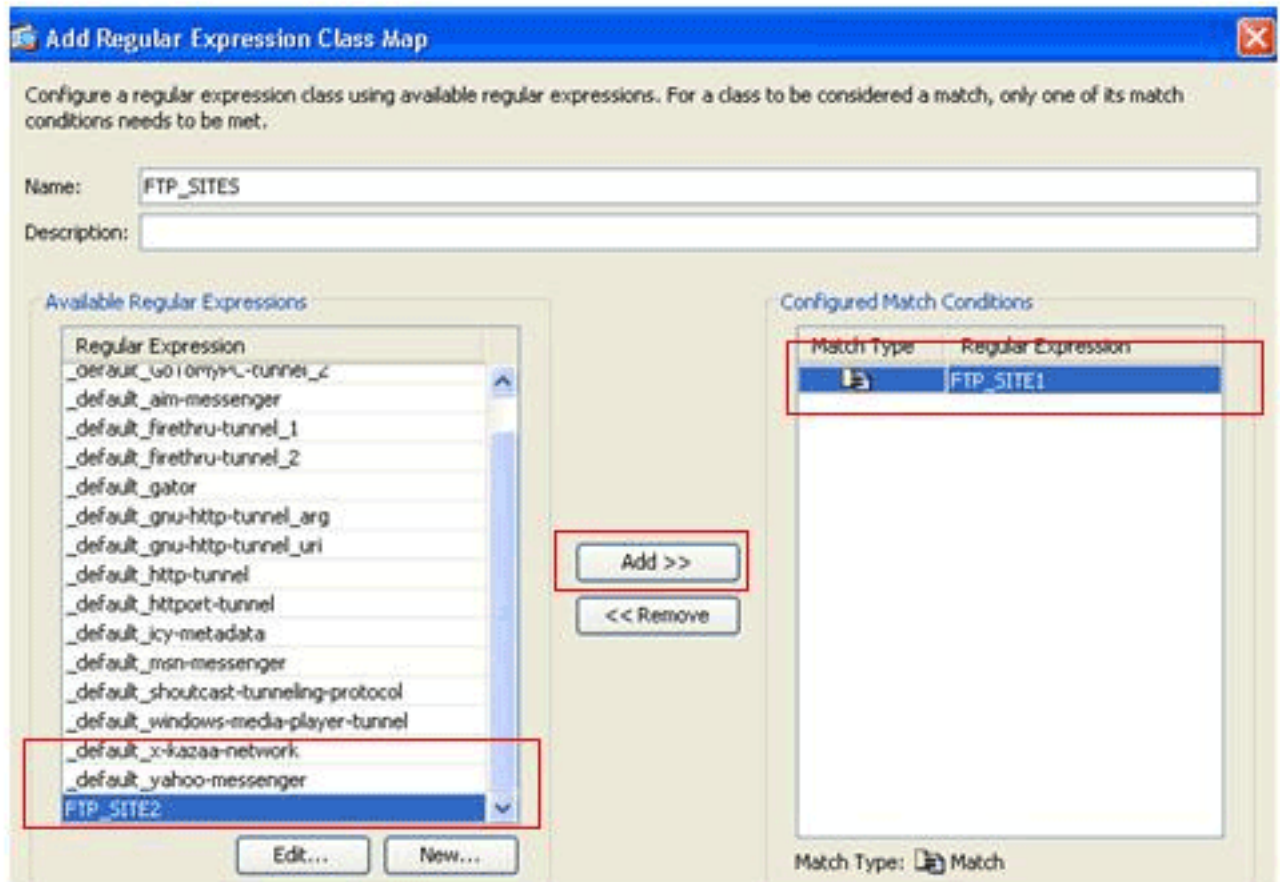 Add Regular Expression Class Map
Configure a regular expression class using available regular expressions. For a class to be considered a match, only one of its match
conditions needs to be met.
Name: FTP_SITES
Description:
Available Regular Expressions
Regular Expression
_default_GoToMyPC-tunnel_2
_default_aim-messenger
_default_firethru-tunnel_1
_default_firethru-tunnel_2
_default_gator
_default_gnu-http-tunnel_arg
_default_gnu-http-tunnel_uri
_default_http-tunnel
_default_httport-tunnel
_default_icy-metadata
_default_msn-messenger
_default_shoutcast-tunneling-protocol
_default_windows-media-player-tunnel
_default_x-kazaa-network
_default_yahoo-messenger
FTP_SITE2
Edit... New...
Add >>
<< Remove
Configured Match Conditions
Match Type Regular Expression
FTP_SITE1
Match Type: Match